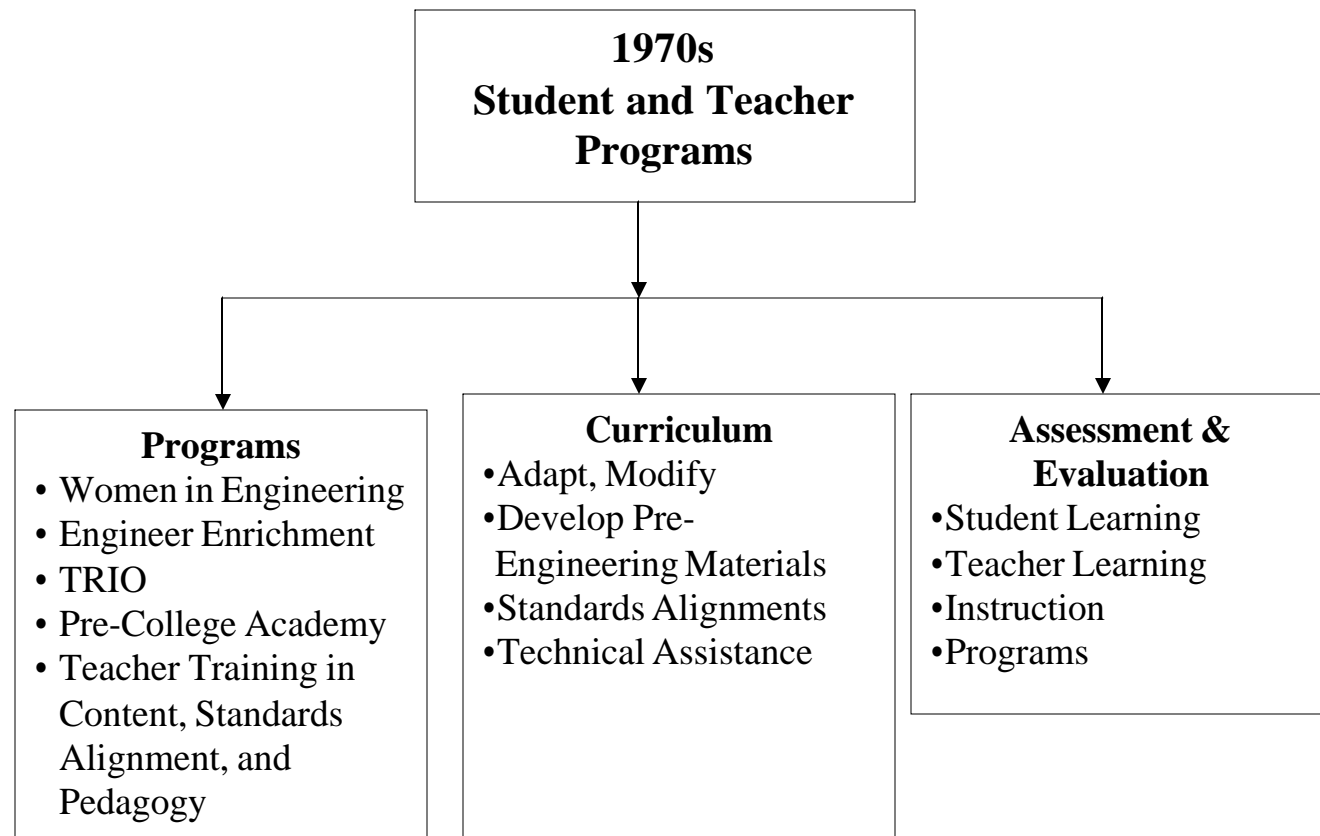 1970s
Student and Teacher
Programs
Programs
• Women in Engineering
• Engineer Enrichment
• TRIO
• Pre-College Academy
• Teacher Training in
Content, Standards
Alignment, and
Pedagogy
Curriculum
•Adapt, Modify
•Develop Pre-
Engineering Materials
•Standards Alignments
•Technical Assistance
Assessment &
Evaluation
•Student Learning
•Teacher Learning
•Instruction
•Programs